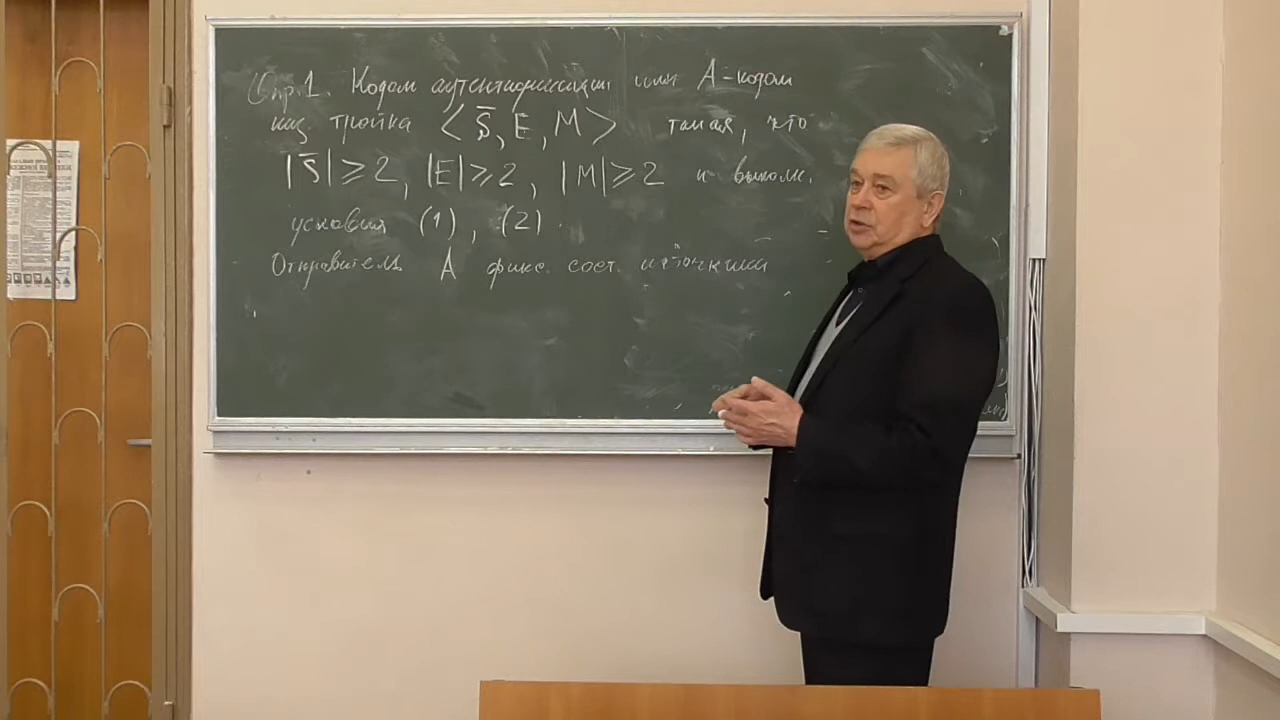 Опр. 1. Кодом аутентификации или А-кодом
наз. тройка < S̄, E, M > такая, что
|S̄| ⩾ 2, |E| ⩾ 2, |M| ⩾ 2 и выполн.
условия (1), (2).
Отправитель А фикс. сост. источника